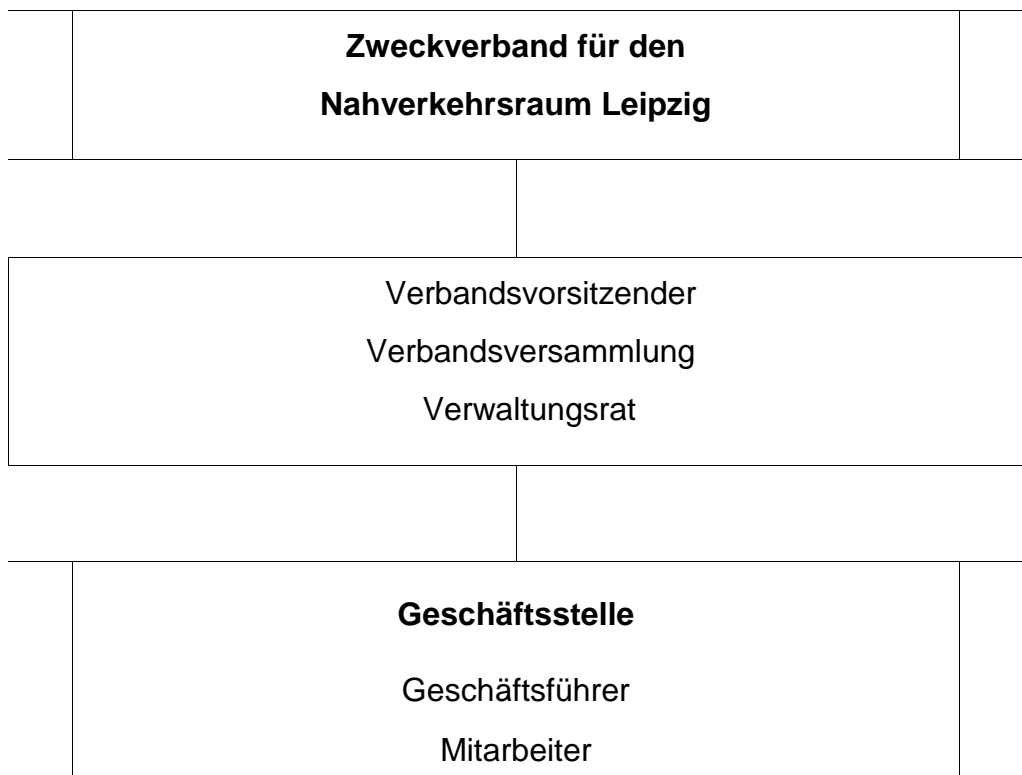 Zweckverband für den
Nahverkehrsraum Leipzig
Verbandsvorsitzender
Verbandsversammlung
Verwaltungsrat
Geschäftsstelle
Geschäftsführer
Mitarbeiter